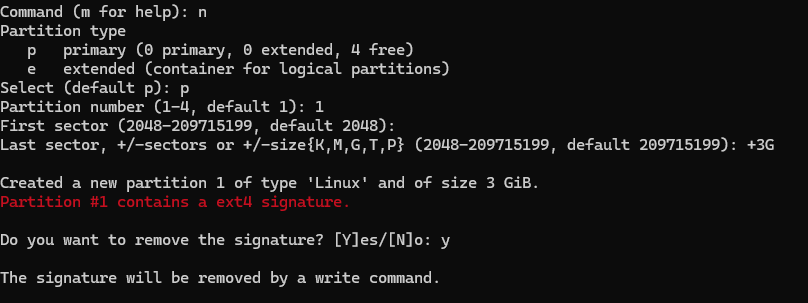 Command (m for help): n
Partition type
   p   primary (0 primary, 0 extended, 4 free)
   e   extended (container for logical partitions)
Select (default p): p
Partition number (1-4, default 1): 1
First sector (2048-209715199, default 2048):
Last sector, +/-sectors or +/-size{K,M,G,T,P} (2048-209715199, default 209715199): +3G

Created a new partition 1 of type 'Linux' and of size 3 GiB.
Partition #1 contains a ext4 signature.

Do you want to remove the signature? [Y]es/[N]o: y

The signature will be removed by a write command.